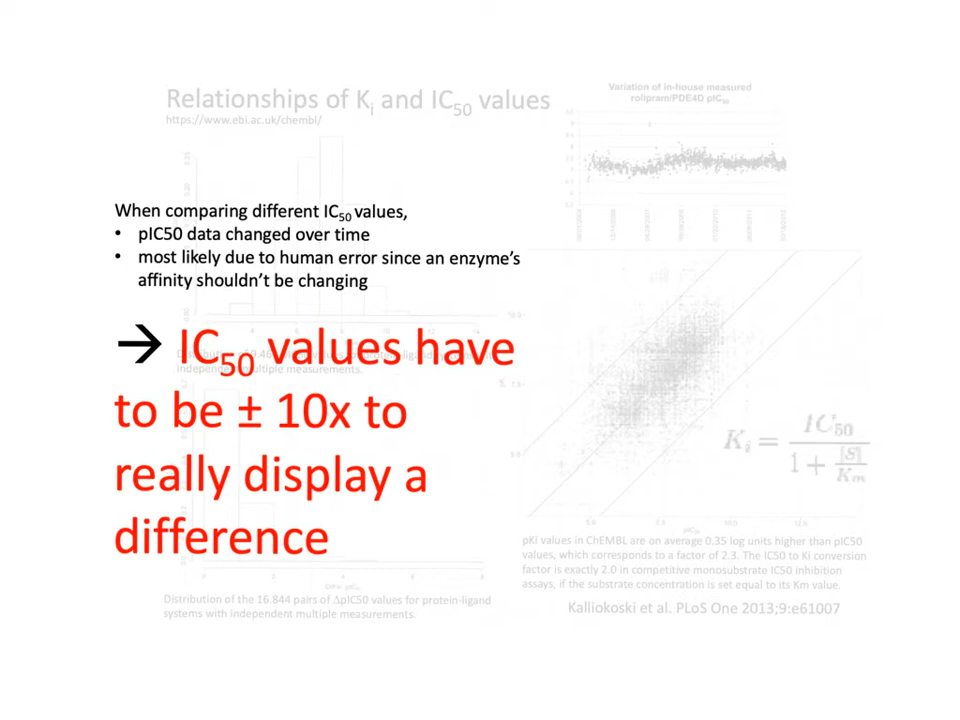 Relationships of Ki and IC50 values
https://www.ebi.ac.uk/chembl/
Variation of in-house measured
rolipram/PDE4D pIC50
When comparing different IC50 values,
• pIC50 data changed over time
• most likely due to human error since an enzyme's
affinity shouldn't be changing
→ IC50 values have
to be ± 10x to
really display a
difference
independent multiple measurements.
Ki = IC50 / 1 + [S] / Km
pKi values in ChEMBL are on average 0.35 log units higher than pIC50
values, which corresponds to a factor of 2.3. The IC50 to Ki conversion
factor is exactly 2.0 in competitive monosubstrate IC50 inhibition
assays, if the substrate concentration is set equal to its Km value.
Distribution of the 16.844 pairs of ΔpIC50 values for protein-ligand
systems with independent multiple measurements.
Kalliokoski et al. PLoS One 2013;9:e61007